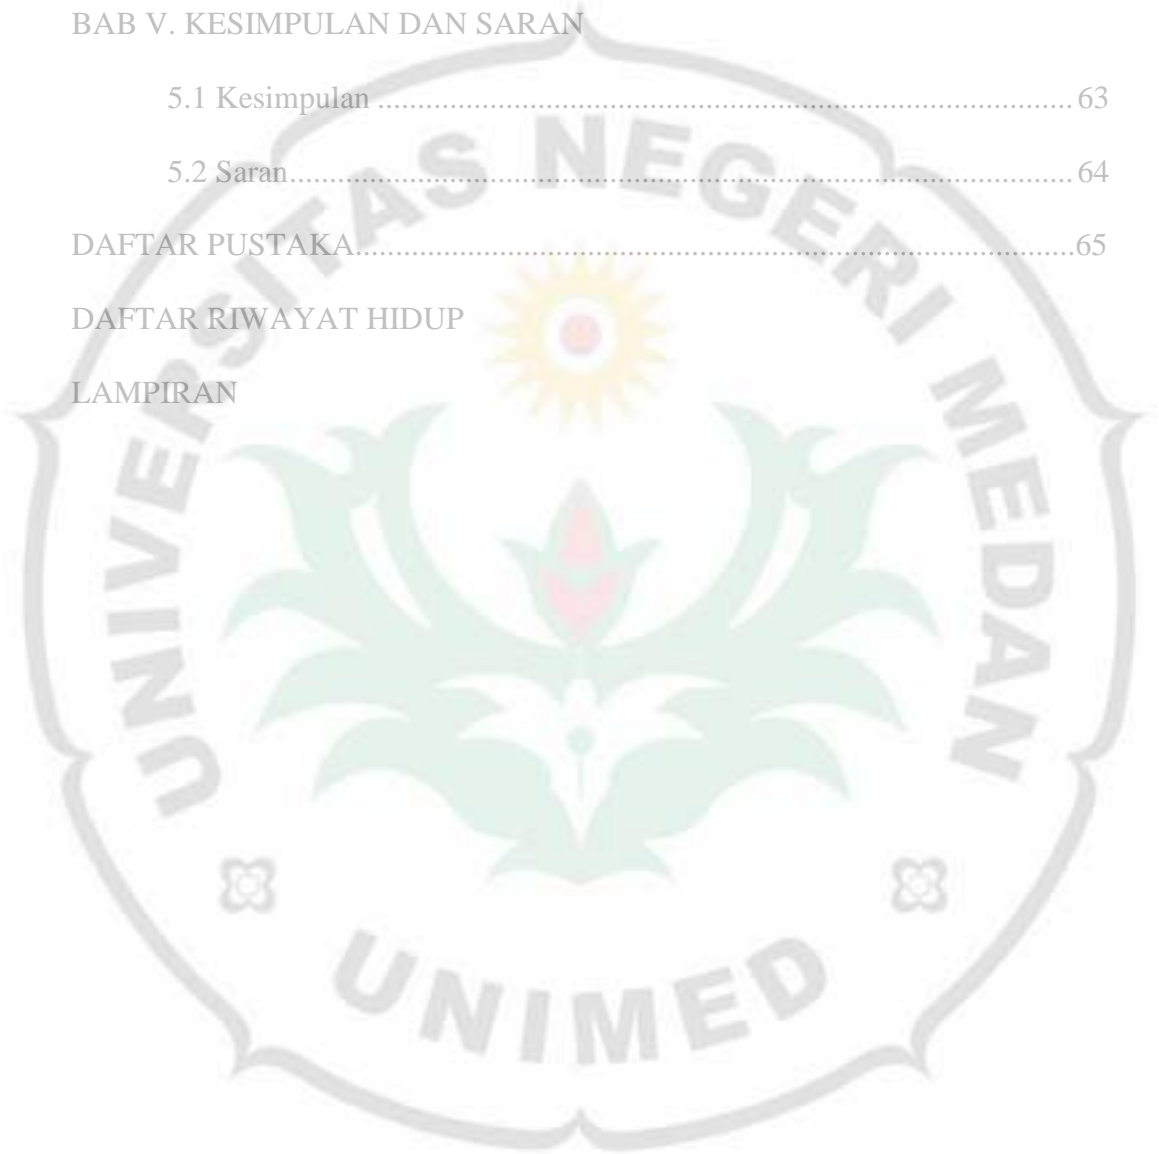 BAB V. KESIMPULAN DAN SARAN
5.1 Kesimpulan ........................................................................................ 63
5.2 Saran................................................................................................... 64
DAFTAR PUSTAKA...........................................................................................65
DAFTAR RIWAYAT HIDUP
LAMPIRAN
UNIVERSITAS NEGERI MEDAN
UNIMED